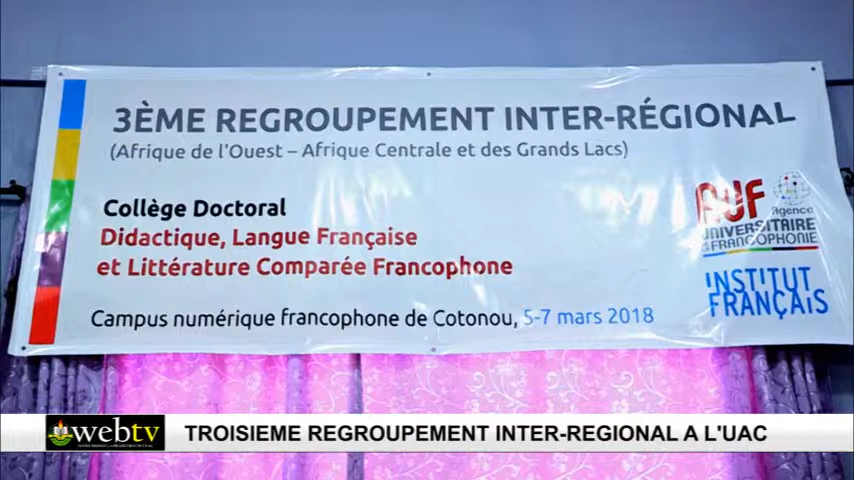 3ÈME REGROUPEMENT INTER-RÉGIONAL
(Afrique de l'Ouest – Afrique Centrale et des Grands Lacs)
Collège Doctoral
Didactique, Langue Française
et Littérature Comparée Francophone
Campus numérique francophone de Cotonou, 5-7 mars 2018
AUF
agence
UNIVERSITAIRE
de la FRANCOPHONIE
INSTITUT
FRANÇAIS
webtv
TROISIEME REGROUPEMENT INTER-REGIONAL A L'UAC